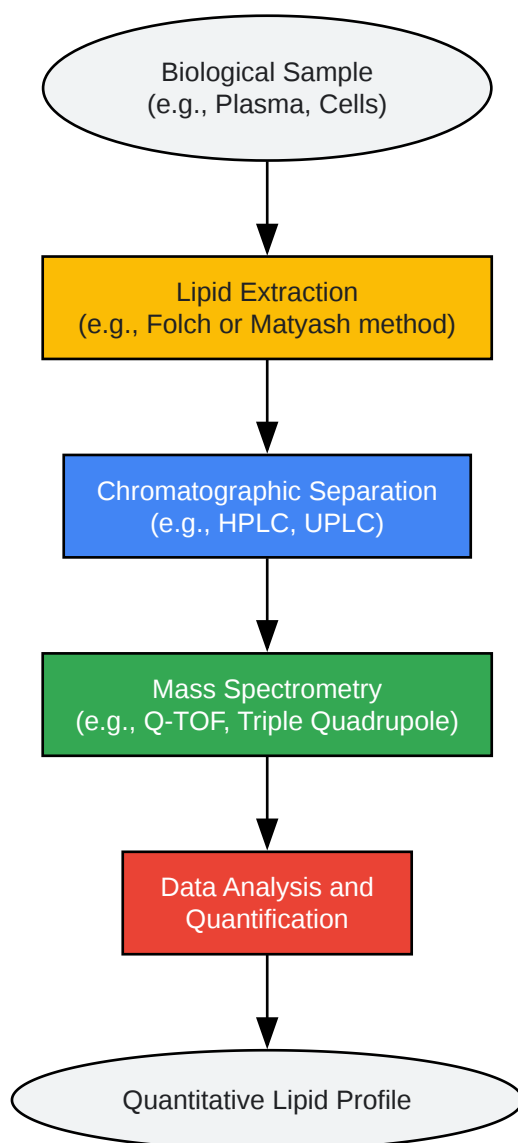 Biological Sample
(e.g., Plasma, Cells)
Lipid Extraction
(e.g., Folch or Matyash method)
Chromatographic Separation
(e.g., HPLC, UPLC)
Mass Spectrometry
(e.g., Q-TOF, Triple Quadrupole)
Data Analysis and
Quantification
Quantitative Lipid Profile